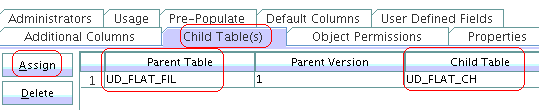 Administrators Usage Pre-Populate Default Columns User Defined Fields
Additional Columns Child Table(s) Object Permissions Properties
Assign Parent Table Parent Version Child Table
1 UD_FLAT_FIL 1 UD_FLAT_CH
Delete